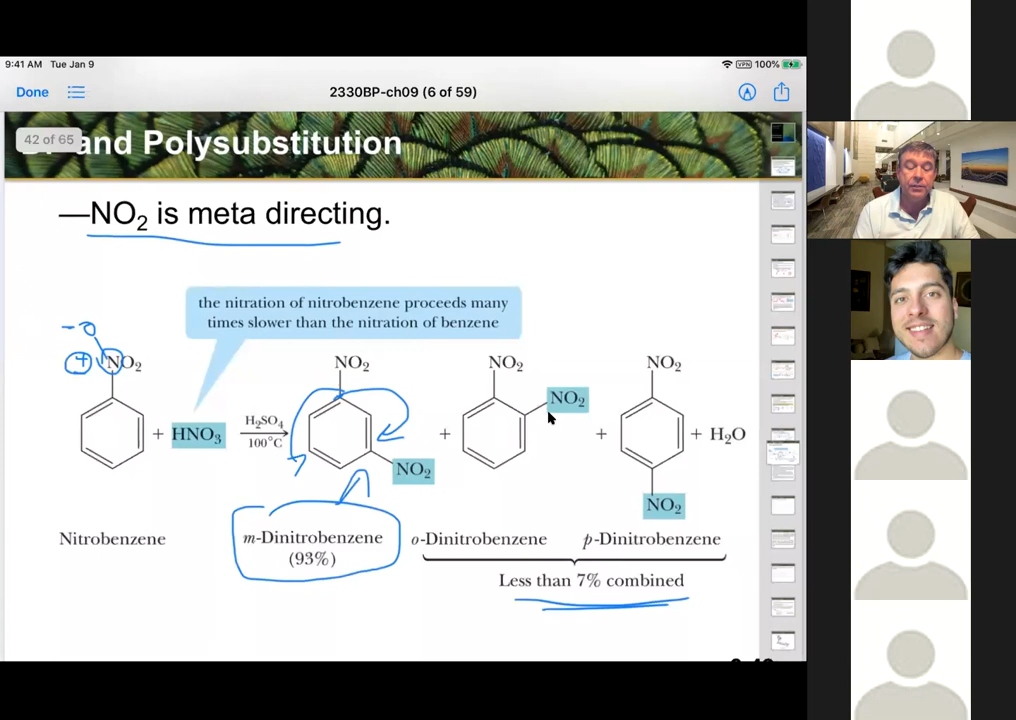 9:41 AM Tue Jan 9
VPN 100%
Done
2330BP-ch09 (6 of 59)
42 of 65
and Polysubstitution
—NO₂ is meta directing.
the nitration of nitrobenzene proceeds many
times slower than the nitration of benzene
-O
+
NO₂
NO₂
NO₂
NO₂
NO₂
+ HNO₃
H₂SO₄
100°C
+
+
+ H₂O
NO₂
NO₂
Nitrobenzene
m-Dinitrobenzene
(93%)
o-Dinitrobenzene
p-Dinitrobenzene
Less than 7% combined